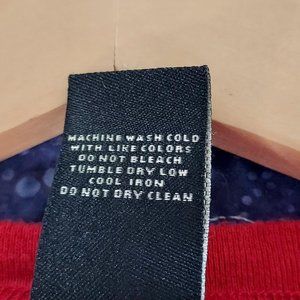 MACHINE WASH COLD
WITH LIKE COLORS
DO NOT BLEACH
TUMBLE DRY LOW
COOL IRON
DO NOT DRY CLEAN